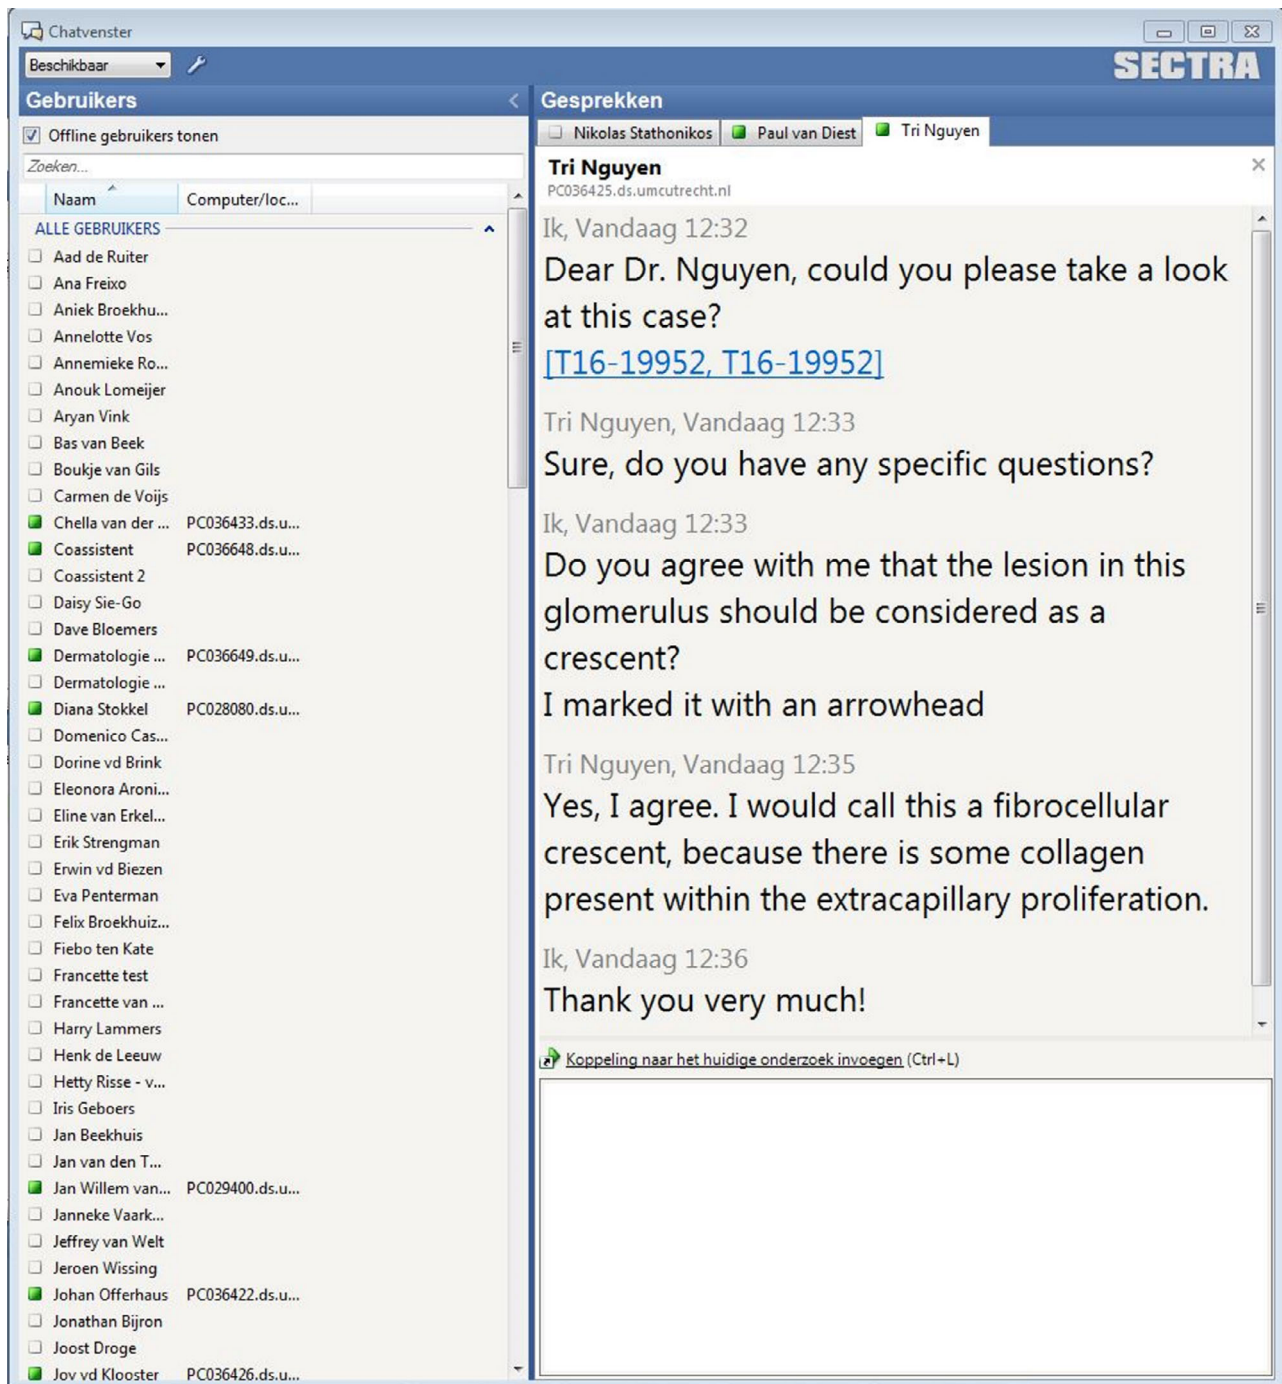 Chatvenster
Beschikbaar
SECTRA
Gebruikers
Offline gebruikers tonen
Zoeken...
Naam Computer/loc...
ALLE GEBRUIKERS
Aad de Ruiter
Ana Freixo
Aniek Broekhu...
Annelotte Vos
Annemieke Ro...
Anouk Lomeijer
Aryan Vink
Bas van Beek
Boukje van Gils
Carmen de Voijs
Chella van der ... PC036433.ds.u...
Coassistent PC036648.ds.u...
Coassistent 2
Daisy Sie-Go
Dave Bloemers
Dermatologie ... PC036649.ds.u...
Dermatologie ...
Diana Stokkel PC028080.ds.u...
Domenico Cas...
Dorine vd Brink
Eleonora Aroni...
Eline van Erkel...
Erik Strengman
Erwin vd Biezen
Eva Penterman
Felix Broekhuiz...
Fiebo ten Kate
Francette test
Francette van ...
Harry Lammers
Henk de Leeuw
Hetty Risse - v...
Iris Geboers
Jan Beekhuis
Jan van den T...
Jan Willem van... PC029400.ds.u...
Janneke Vaark...
Jeffrey van Welt
Jeroen Wissing
Johan Offerhaus PC036422.ds.u...
Jonathan Bijron
Joost Droge
Joy vd Klooster PC036426.ds.u...
Gesprekken
Nikolas Stathonikos Paul van Diest Tri Nguyen
Tri Nguyen
PC036425.ds.umcutrecht.nl
Ik, Vandaag 12:32
Dear Dr. Nguyen, could you please take a look
at this case?
[T16-19952, T16-19952]
Tri Nguyen, Vandaag 12:33
Sure, do you have any specific questions?
Ik, Vandaag 12:33
Do you agree with me that the lesion in this
glomerulus should be considered as a
crescent?
I marked it with an arrowhead
Tri Nguyen, Vandaag 12:35
Yes, I agree. I would call this a fibrocellular
crescent, because there is some collagen
present within the extracapillary proliferation.
Ik, Vandaag 12:36
Thank you very much!
Koppeling naar het huidige onderzoek invoegen (Ctrl+L)